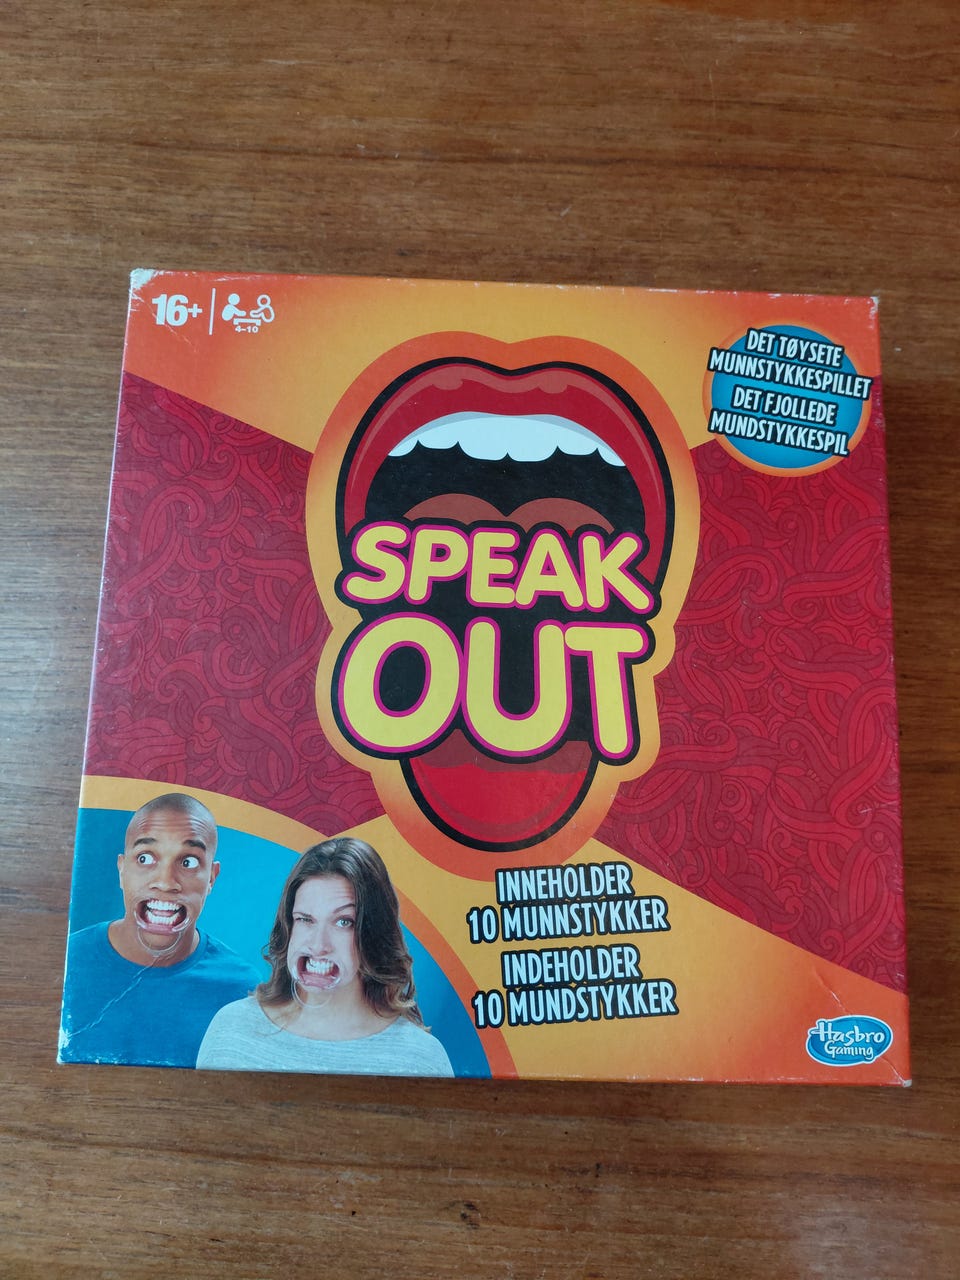 16+
4-10
DET TØYSETE
MUNNSTYKKESPILLET
DET FJOLLEDE
MUNDSTYKKESPIL
SPEAK
OUT
INNEHOLDER
10 MUNNSTYKKER
INDEHOLDER
10 MUNDSTYKKER
Hasbro
Gaming